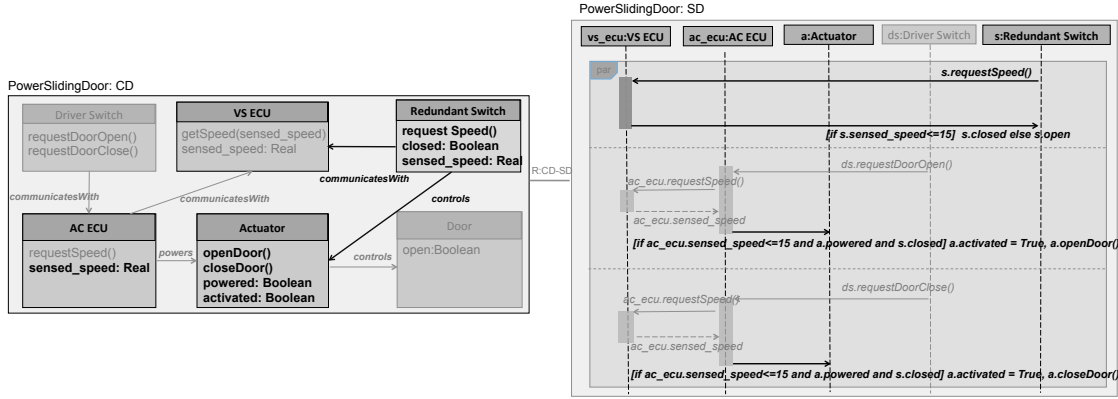 PowerSlidingDoor: CD
Driver Switch
requestDoorOpen()
requestDoorClose()
VS ECU
getSpeed(sensed_speed)
sensed_speed: Real
Redundant Switch
request Speed()
closed: Boolean
sensed_speed: Real
communicatesWith
communicatesWith
communicatesWith
controls
AC ECU
requestSpeed()
sensed_speed: Real
powers
Actuator
openDoor()
closeDoor()
powered: Boolean
activated: Boolean
controls
Door
open:Boolean
R:CD-SD
PowerSlidingDoor: SD
vs_ecu:VS ECU
ac_ecu:AC ECU
a:Actuator
ds:Driver Switch
s:Redundant Switch
par
s.requestSpeed()
[if s.sensed_speed<=15] s.closed else s.open
ds.requestDoorOpen()
ac_ecu.requestSpeed()
ac_ecu.sensed_speed
[if ac_ecu.sensed_speed<=15 and a.powered and s.closed] a.activated = True, a.openDoor()
ds.requestDoorClose()
ac_ecu.requestSpeed()
ac_ecu.sensed_speed
[if ac_ecu.sensed_speed<=15 and a.powered and s.closed] a.activated = True, a.closeDoor()